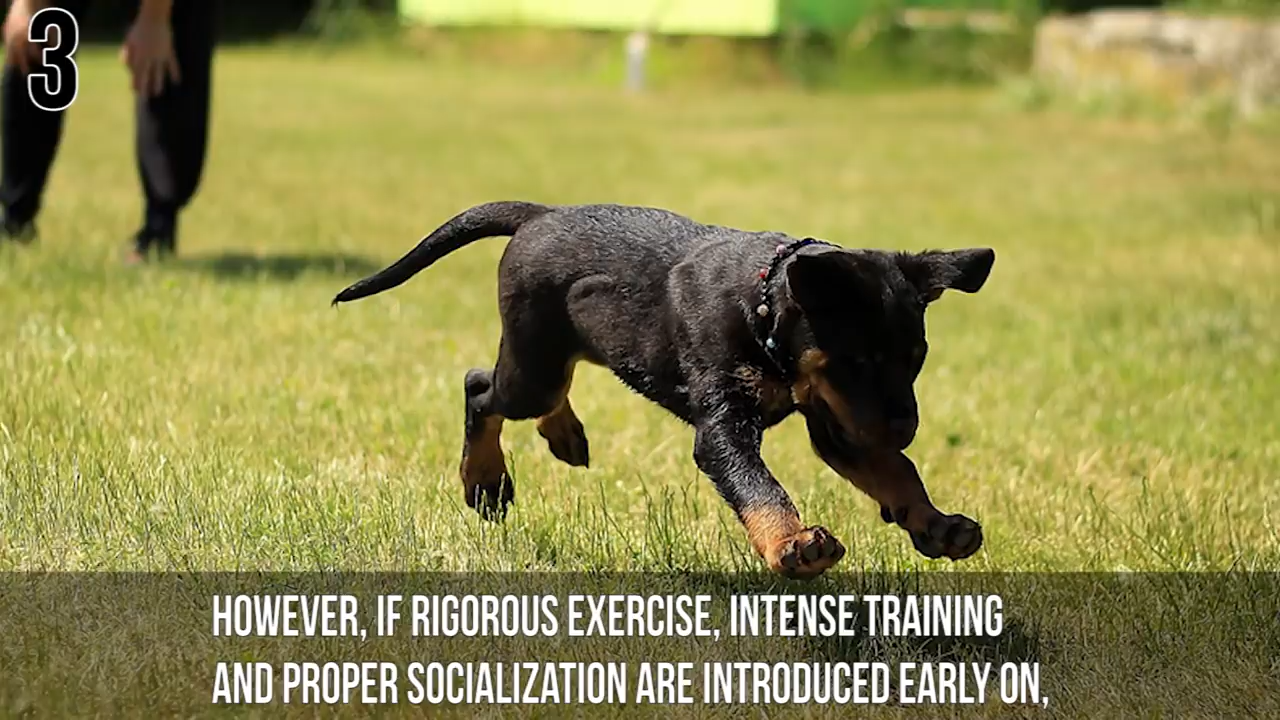 3
HOWEVER, IF RIGOROUS EXERCISE, INTENSE TRAINING
AND PROPER SOCIALIZATION ARE INTRODUCED EARLY ON,